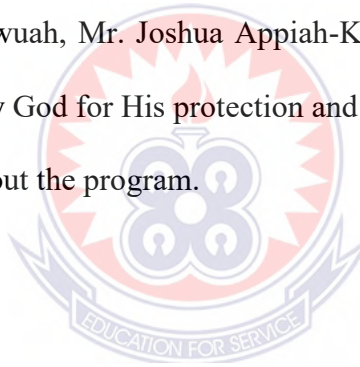 wuah, Mr. Joshua Appiah-K
God for His protection and
out the program.
EDUCATION FOR SERVICE